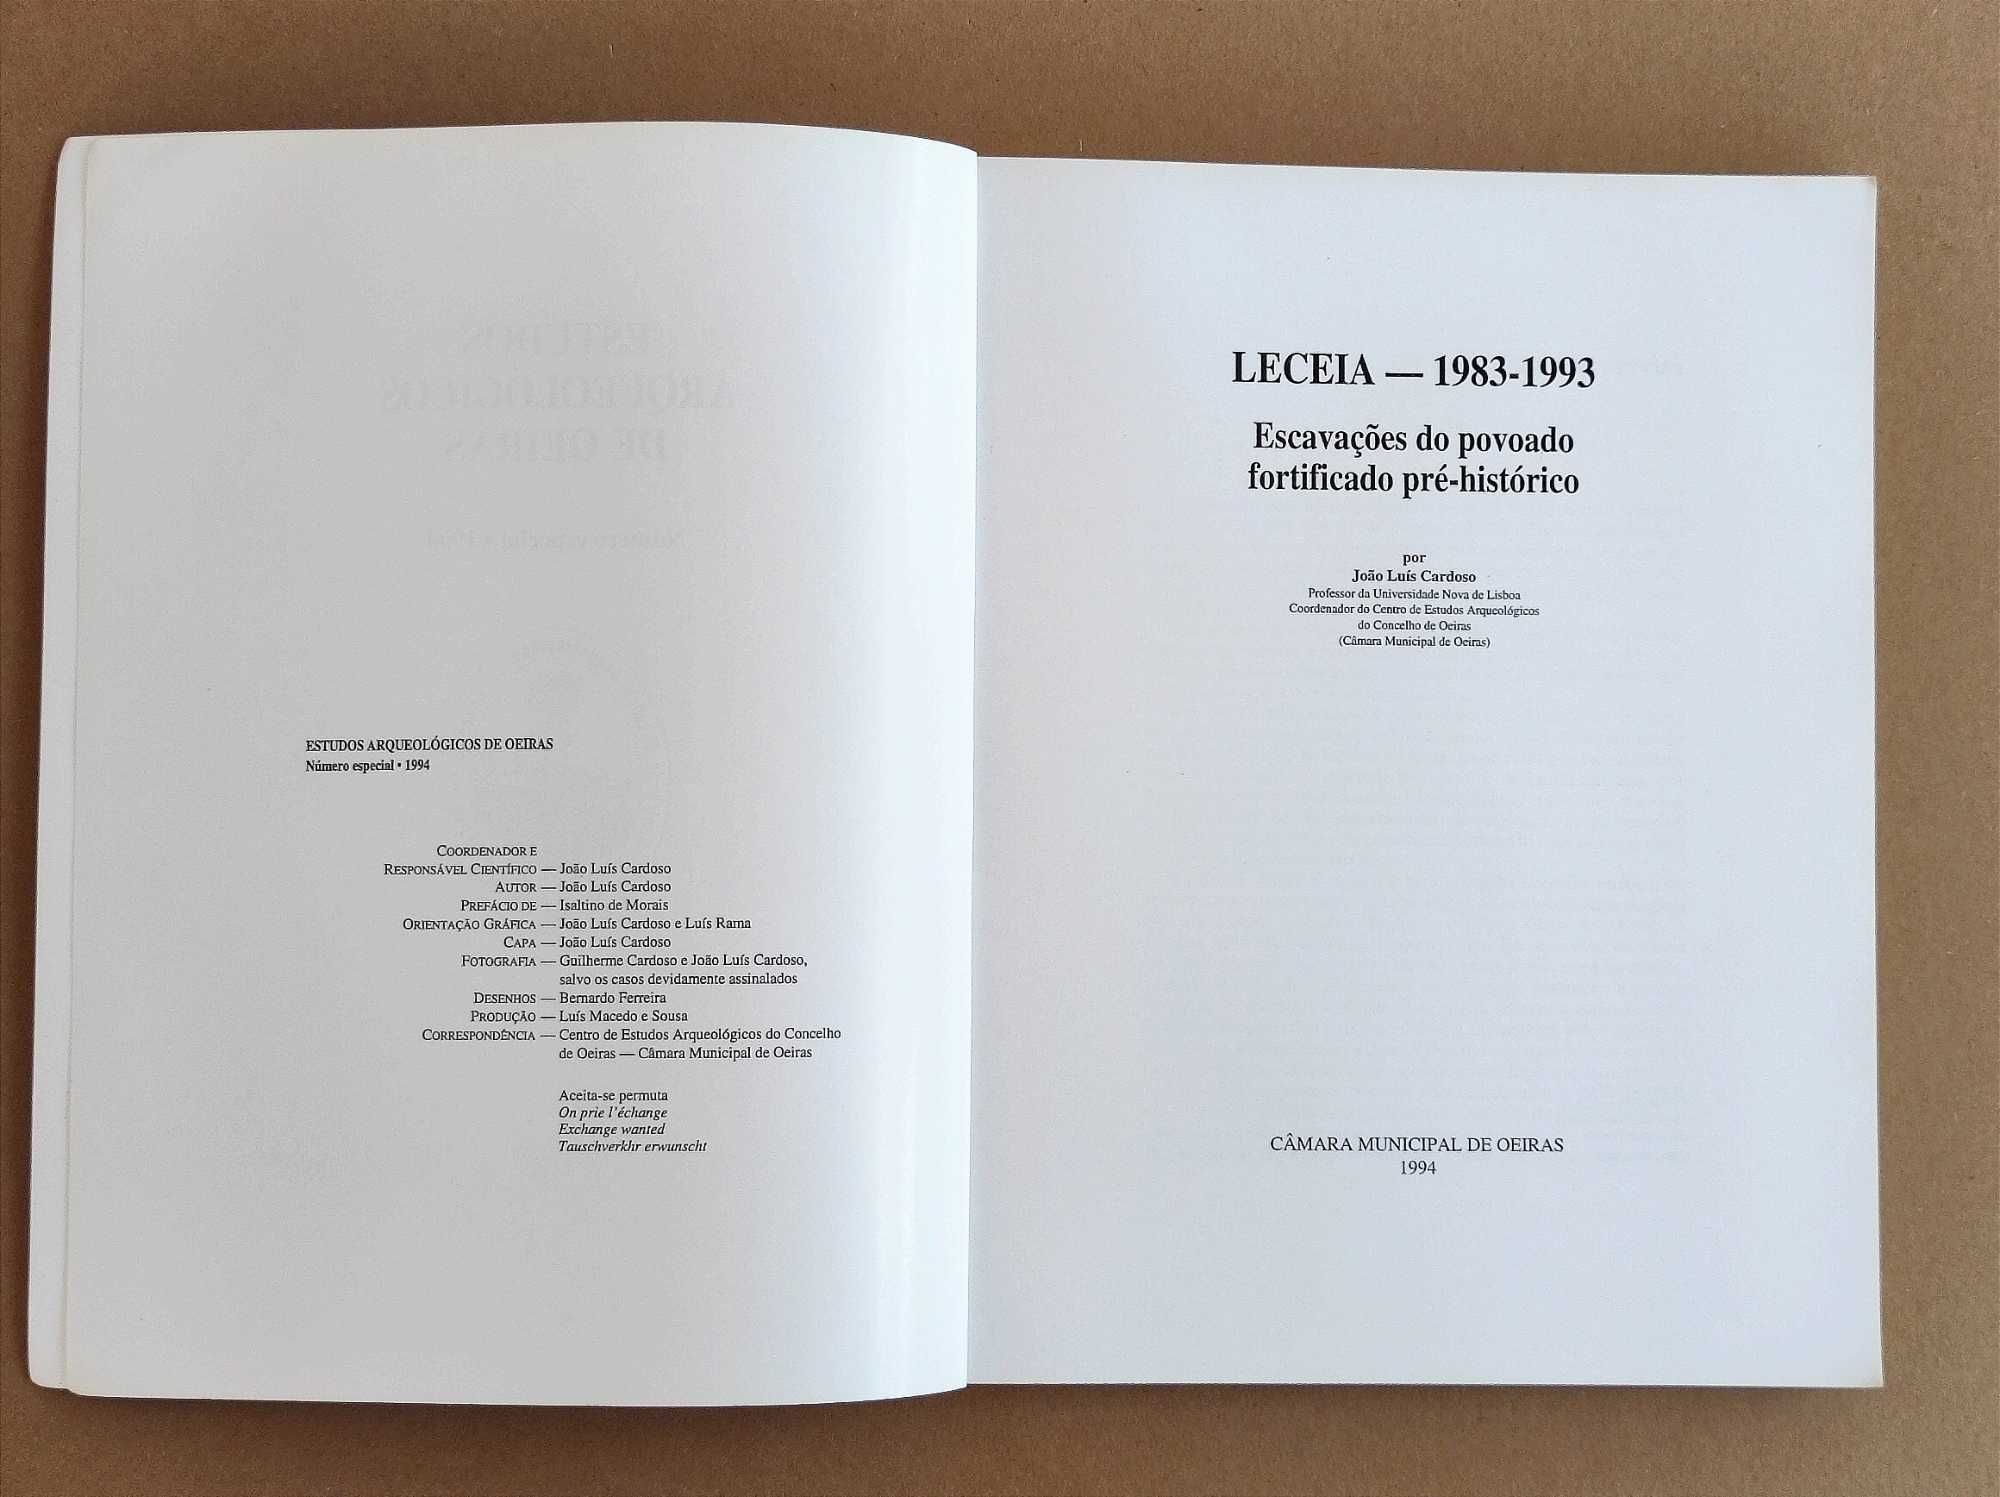 ESTUDOS ARQUEOLÓGICOS DE OEIRAS
Número especial • 1994
COORDENADOR E
RESPONSÁVEL CIENTÍFICO — João Luís Cardoso
AUTOR — João Luís Cardoso
PREFÁCIO DE — Isaltino de Morais
ORIENTAÇÃO GRÁFICA — João Luís Cardoso e Luís Rama
CAPA — João Luís Cardoso
FOTOGRAFIA — Guilherme Cardoso e João Luís Cardoso,
salvo os casos devidamente assinalados
DESENHOS — Bernardo Ferreira
PRODUÇÃO — Luís Macedo e Sousa
CORRESPONDÊNCIA — Centro de Estudos Arqueológicos do Concelho
de Oeiras — Câmara Municipal de Oeiras
Aceita-se permuta
On prie l'échange
Exchange wanted
Tauschverkhr erwunscht
LECEIA — 1983-1993
Escavações do povoado
fortificado pré-histórico
por
João Luís Cardoso
Professor da Universidade Nova de Lisboa
Coordenador do Centro de Estudos Arqueológicos
do Concelho de Oeiras
(Câmara Municipal de Oeiras)
CÂMARA MUNICIPAL DE OEIRAS
1994